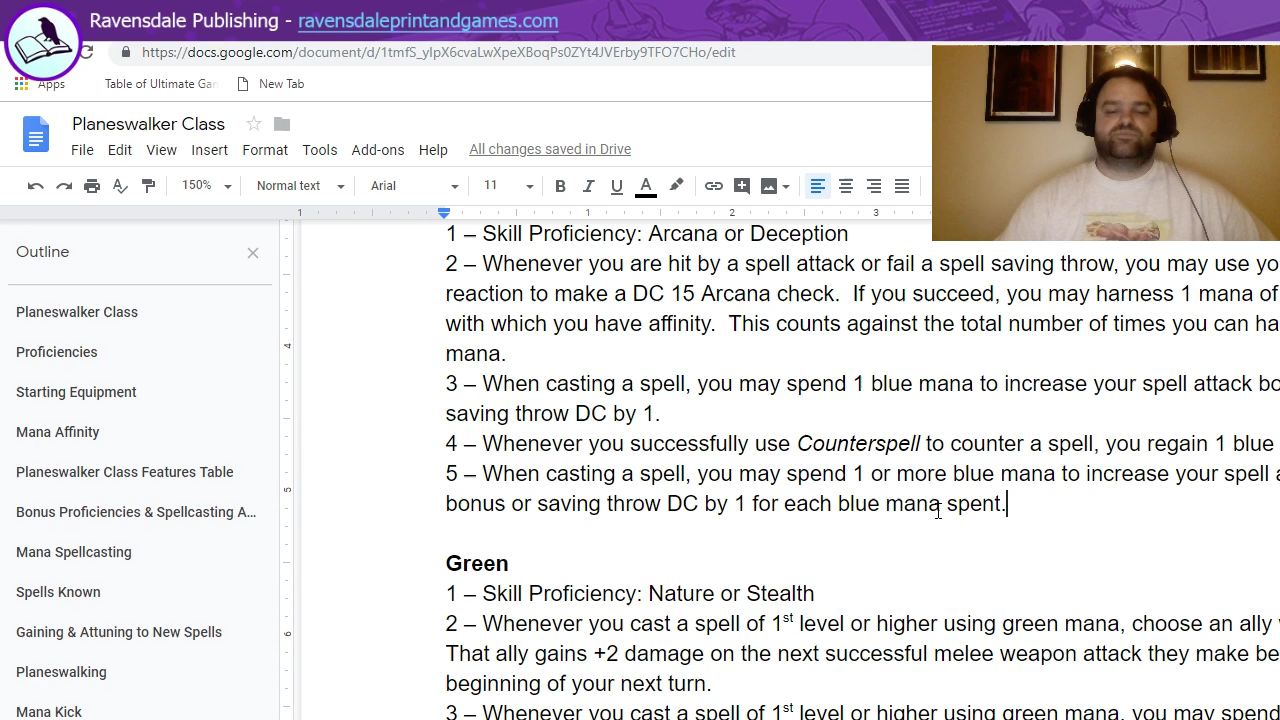 Ravensdale Publishing - ravensdaleprintandgames.com
https://docs.google.com/document/d/1tmfS_ylpX6cvaLwXpeXBoqPs0ZYt4JVErby9TFO7CHo/edit
Apps Table of Ultimate Gar New Tab
Planeswalker Class
File Edit View Insert Format Tools Add-ons Help All changes saved in Drive
150% Normal text Arial 11 B I U A
1 1 2 3
Outline
Planeswalker Class
Proficiencies
Starting Equipment
Mana Affinity
Planeswalker Class Features Table
Bonus Proficiencies & Spellcasting A...
Mana Spellcasting
Spells Known
Gaining & Attuning to New Spells
Planeswalking
Mana Kick
4
5
6
1 – Skill Proficiency: Arcana or Deception
2 – Whenever you are hit by a spell attack or fail a spell saving throw, you may use yo
reaction to make a DC 15 Arcana check.  If you succeed, you may harness 1 mana of
with which you have affinity.  This counts against the total number of times you can ha
mana.
3 – When casting a spell, you may spend 1 blue mana to increase your spell attack bo
saving throw DC by 1.
4 – Whenever you successfully use Counterspell to counter a spell, you regain 1 blue
5 – When casting a spell, you may spend 1 or more blue mana to increase your spell a
bonus or saving throw DC by 1 for each blue mana spent.
Green
1 – Skill Proficiency: Nature or Stealth
2 – Whenever you cast a spell of 1st level or higher using green mana, choose an ally
That ally gains +2 damage on the next successful melee weapon attack they make be
beginning of your next turn.
3 – Whenever you cast a spell of 1st level or higher using green mana, you may spend